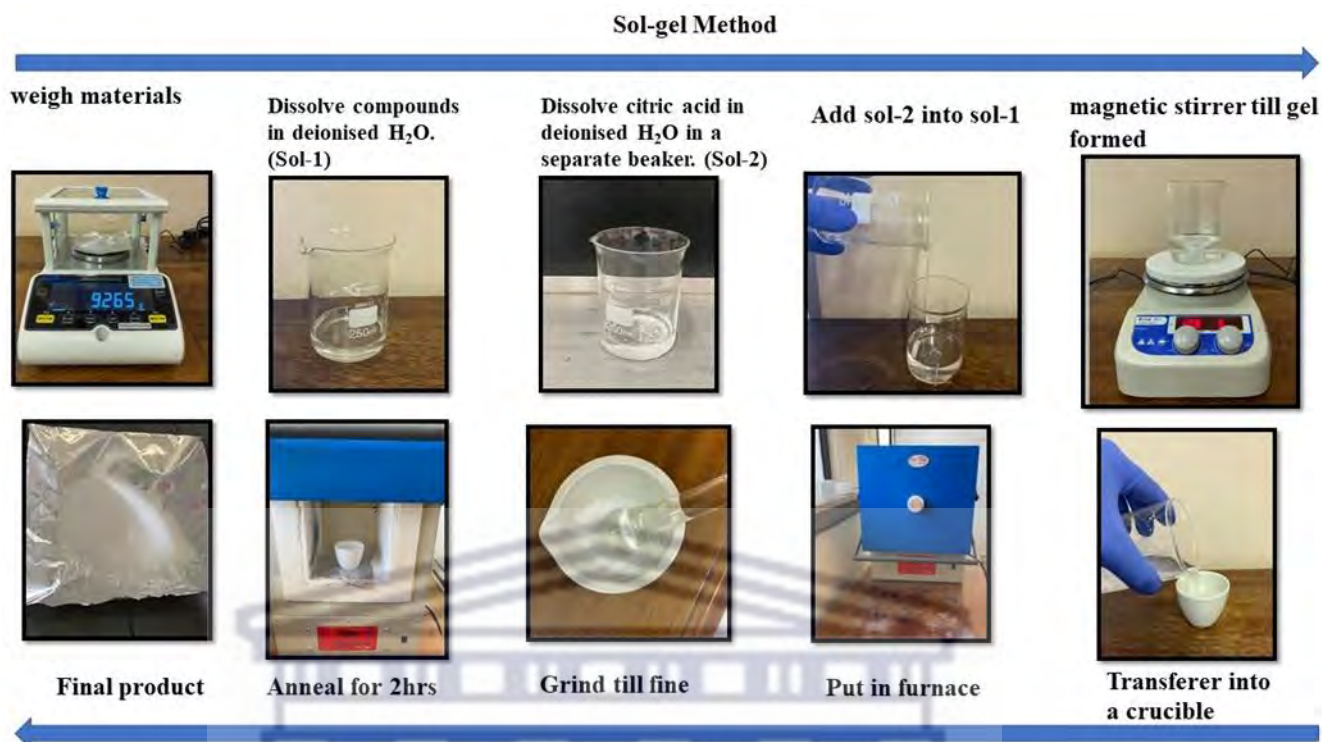 Sol-gel Method
weigh materials
Dissolve compounds
in deionised H₂O.
(Sol-1)
Dissolve citric acid in
deionised H₂O in a
separate beaker. (Sol-2)
Add sol-2 into sol-1
magnetic stirrer till gel
formed
9265
250ml
Final product
Anneal for 2hrs
Grind till fine
Put in furnace
Transferer into
a crucible